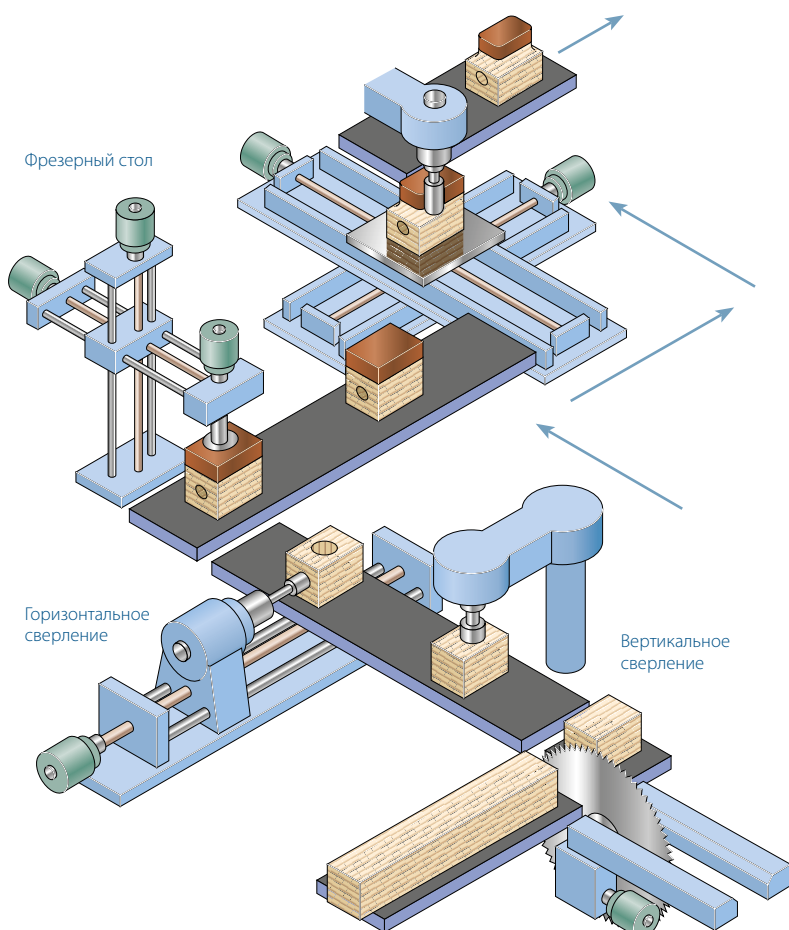 Фрезерный стол
Горизонтальное
сверление
Вертикальное
сверление